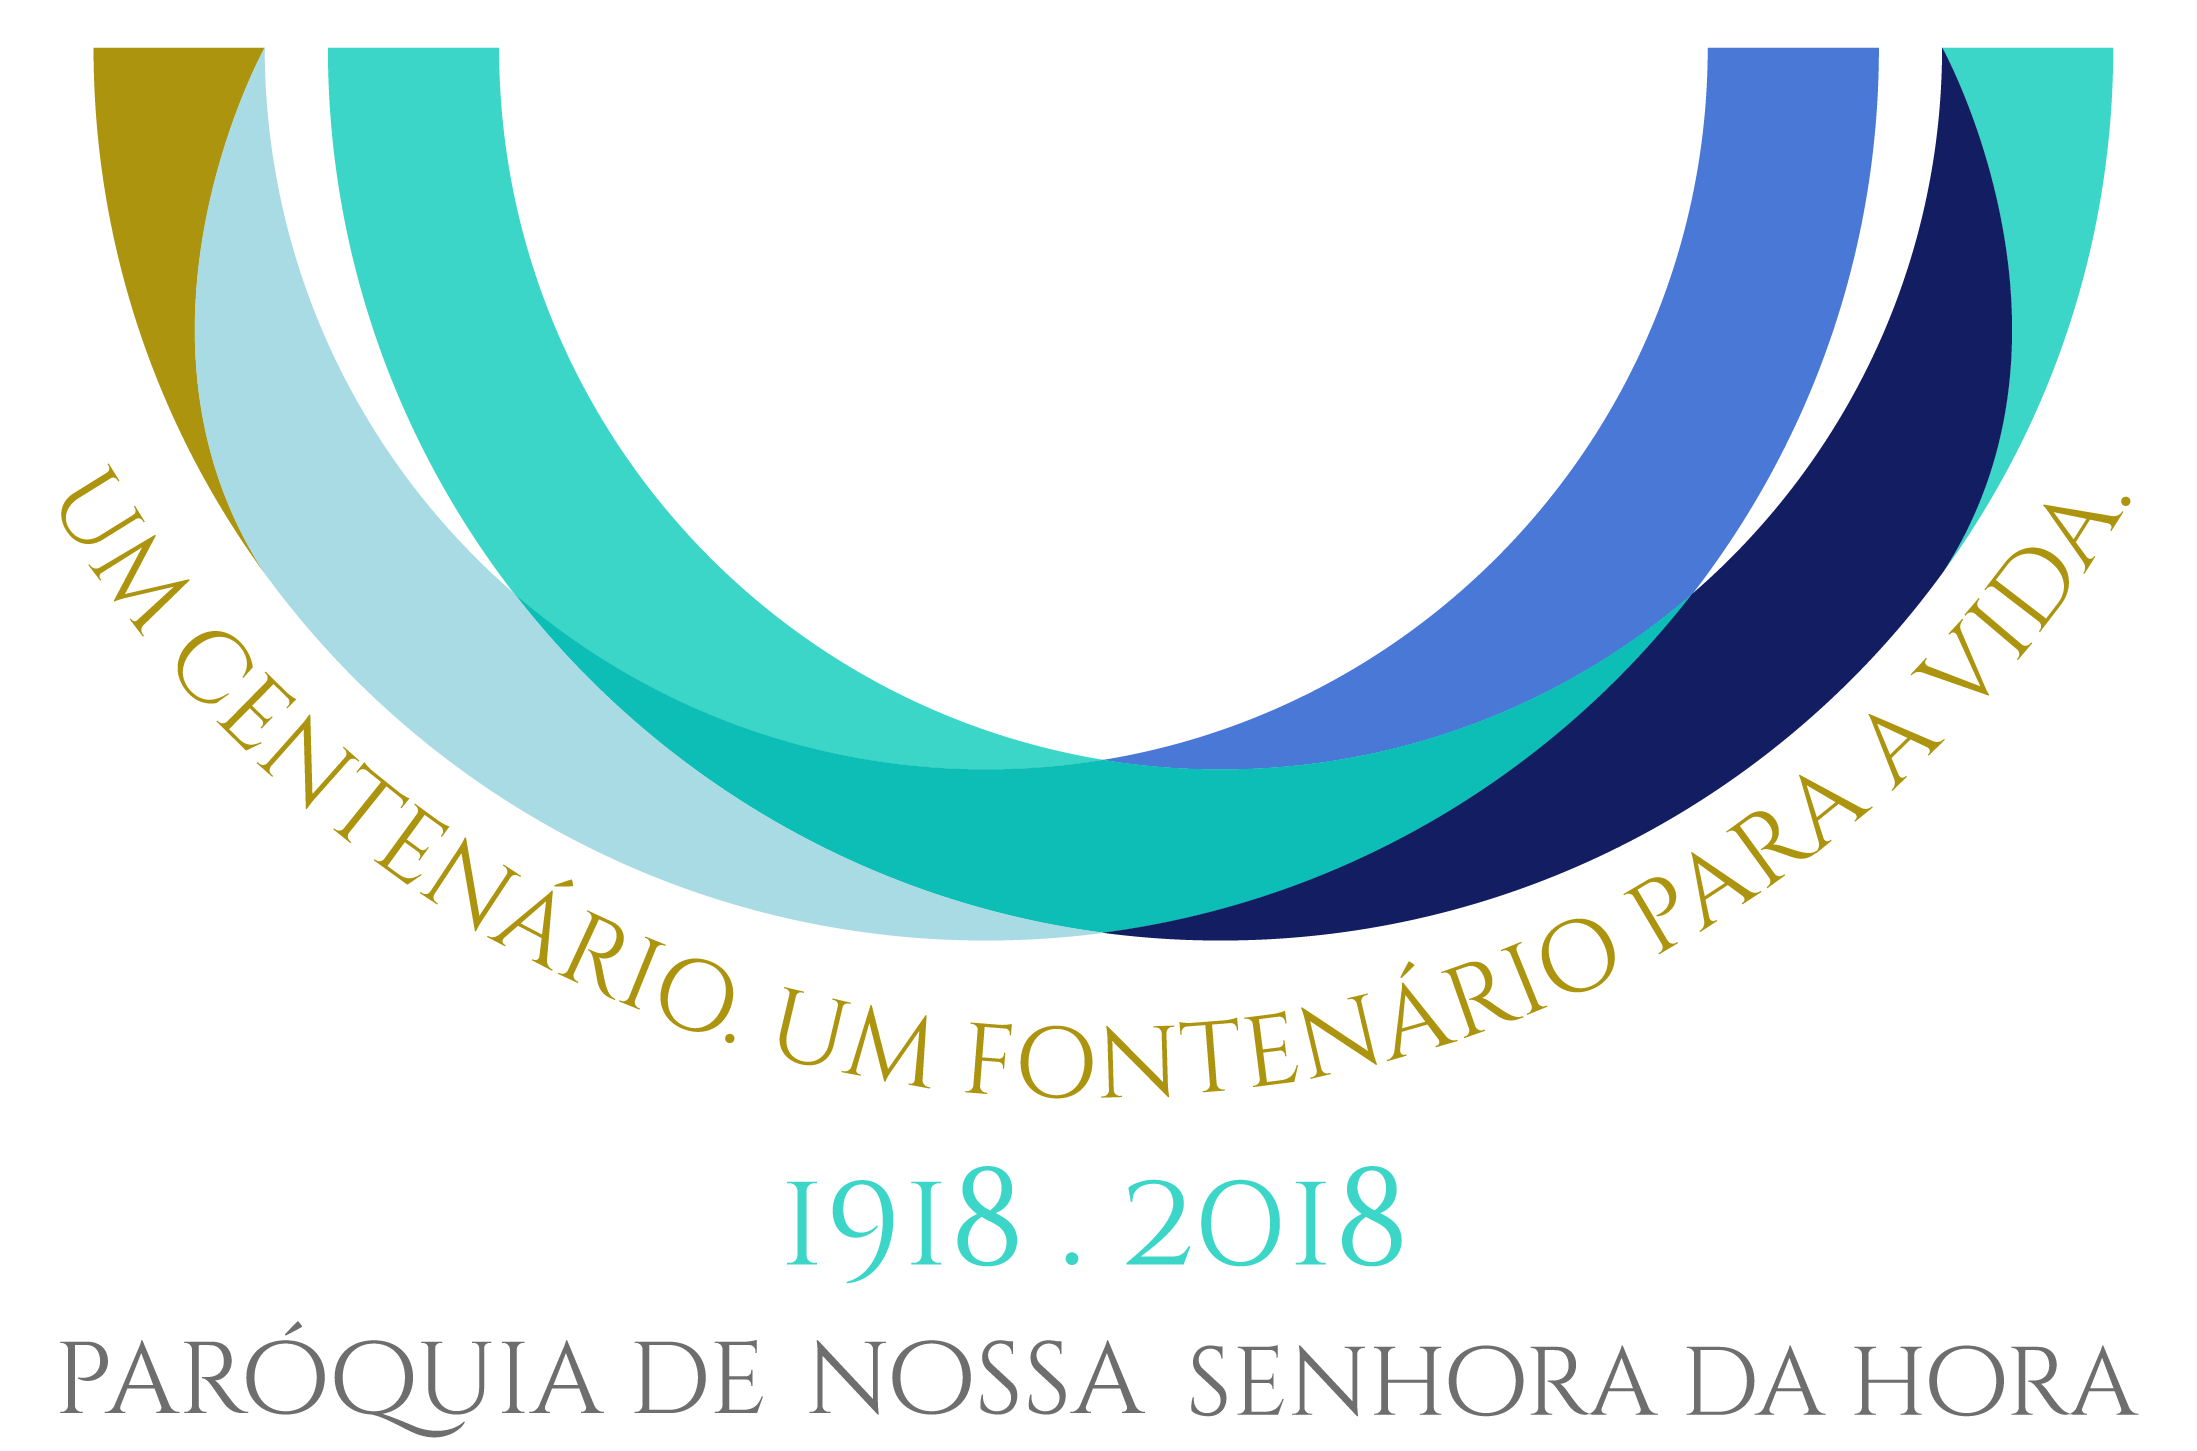 UM CENTENÁRIO. UM FONTENÁRIO PARA A VIDA.
1918 . 2018
PARÓQUIA DE NOSSA SENHORA DA HORA